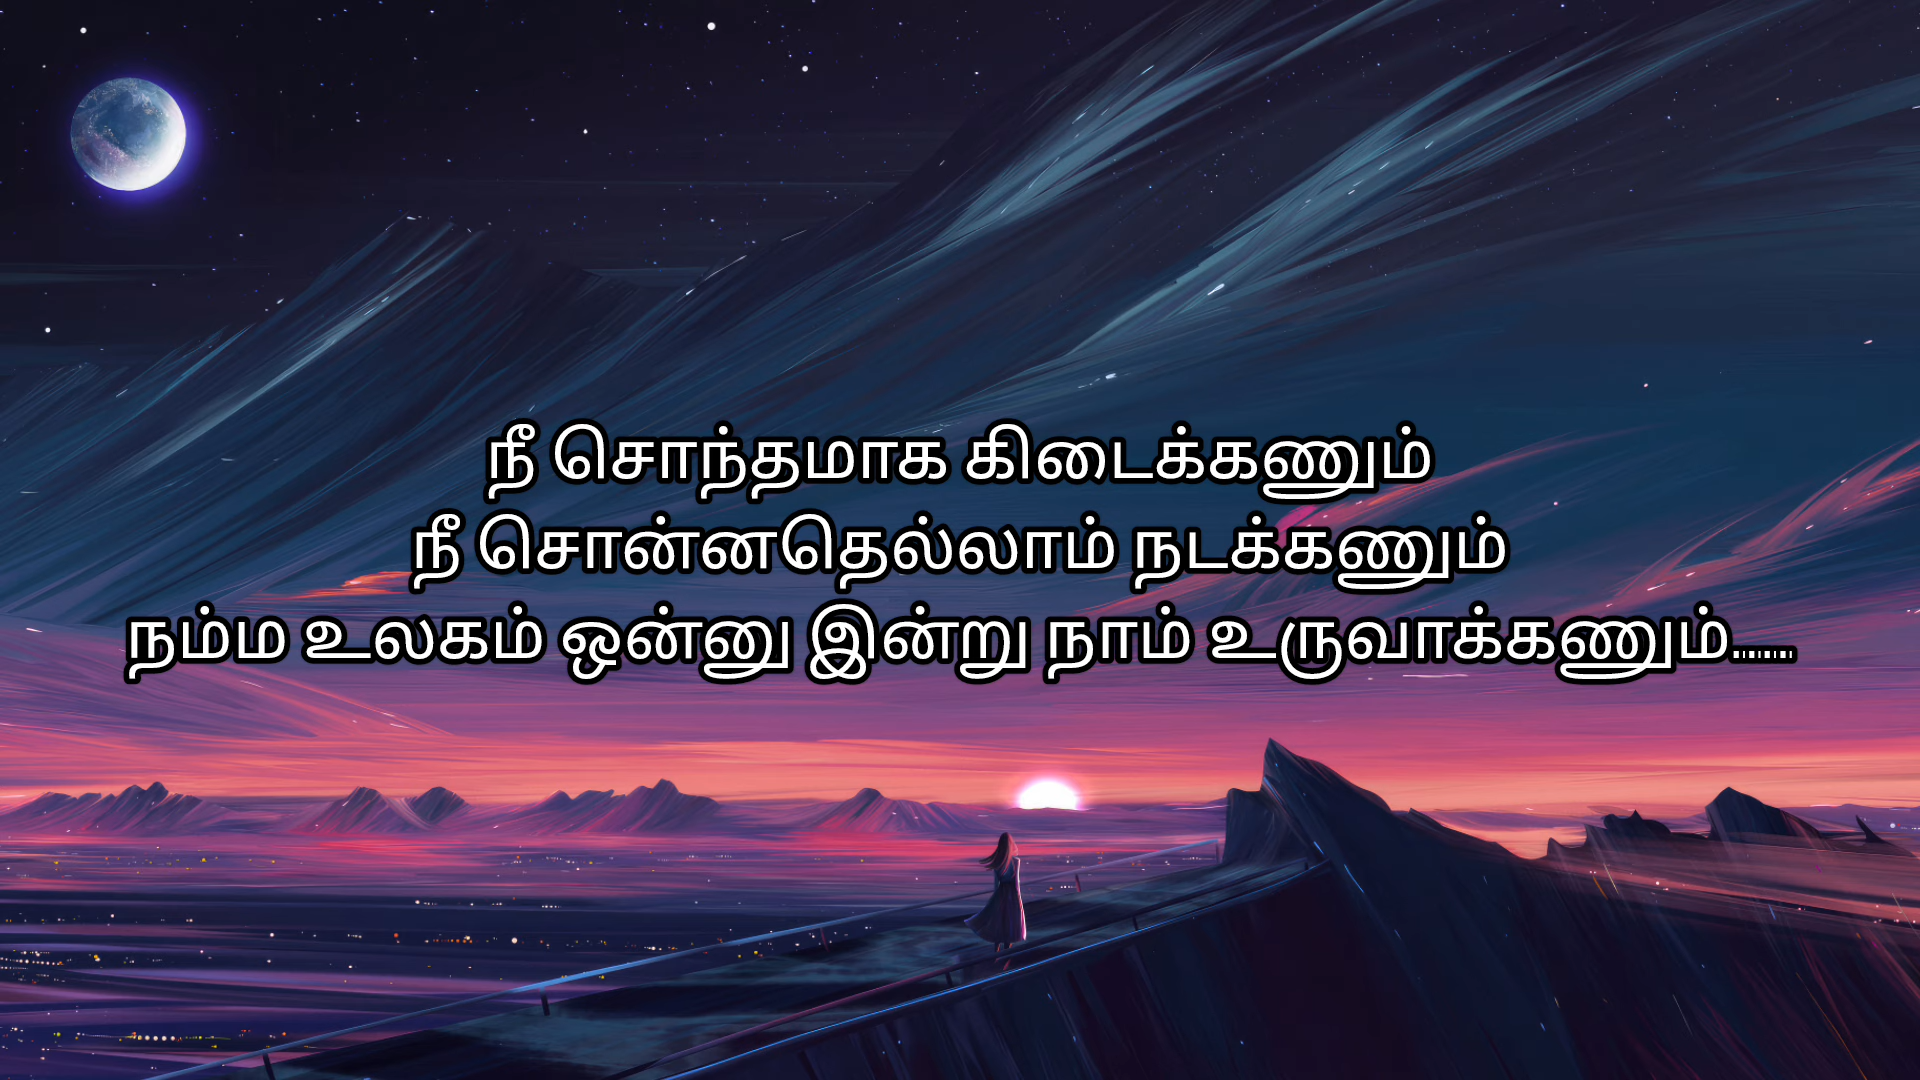 நீ சொந்தமாக கிடைக்கணும்
நீ சொன்னதெல்லாம் நடக்கணும்
நம்ம உலகம் ஒன்னு இன்று நாம் உருவாக்கணும்.......